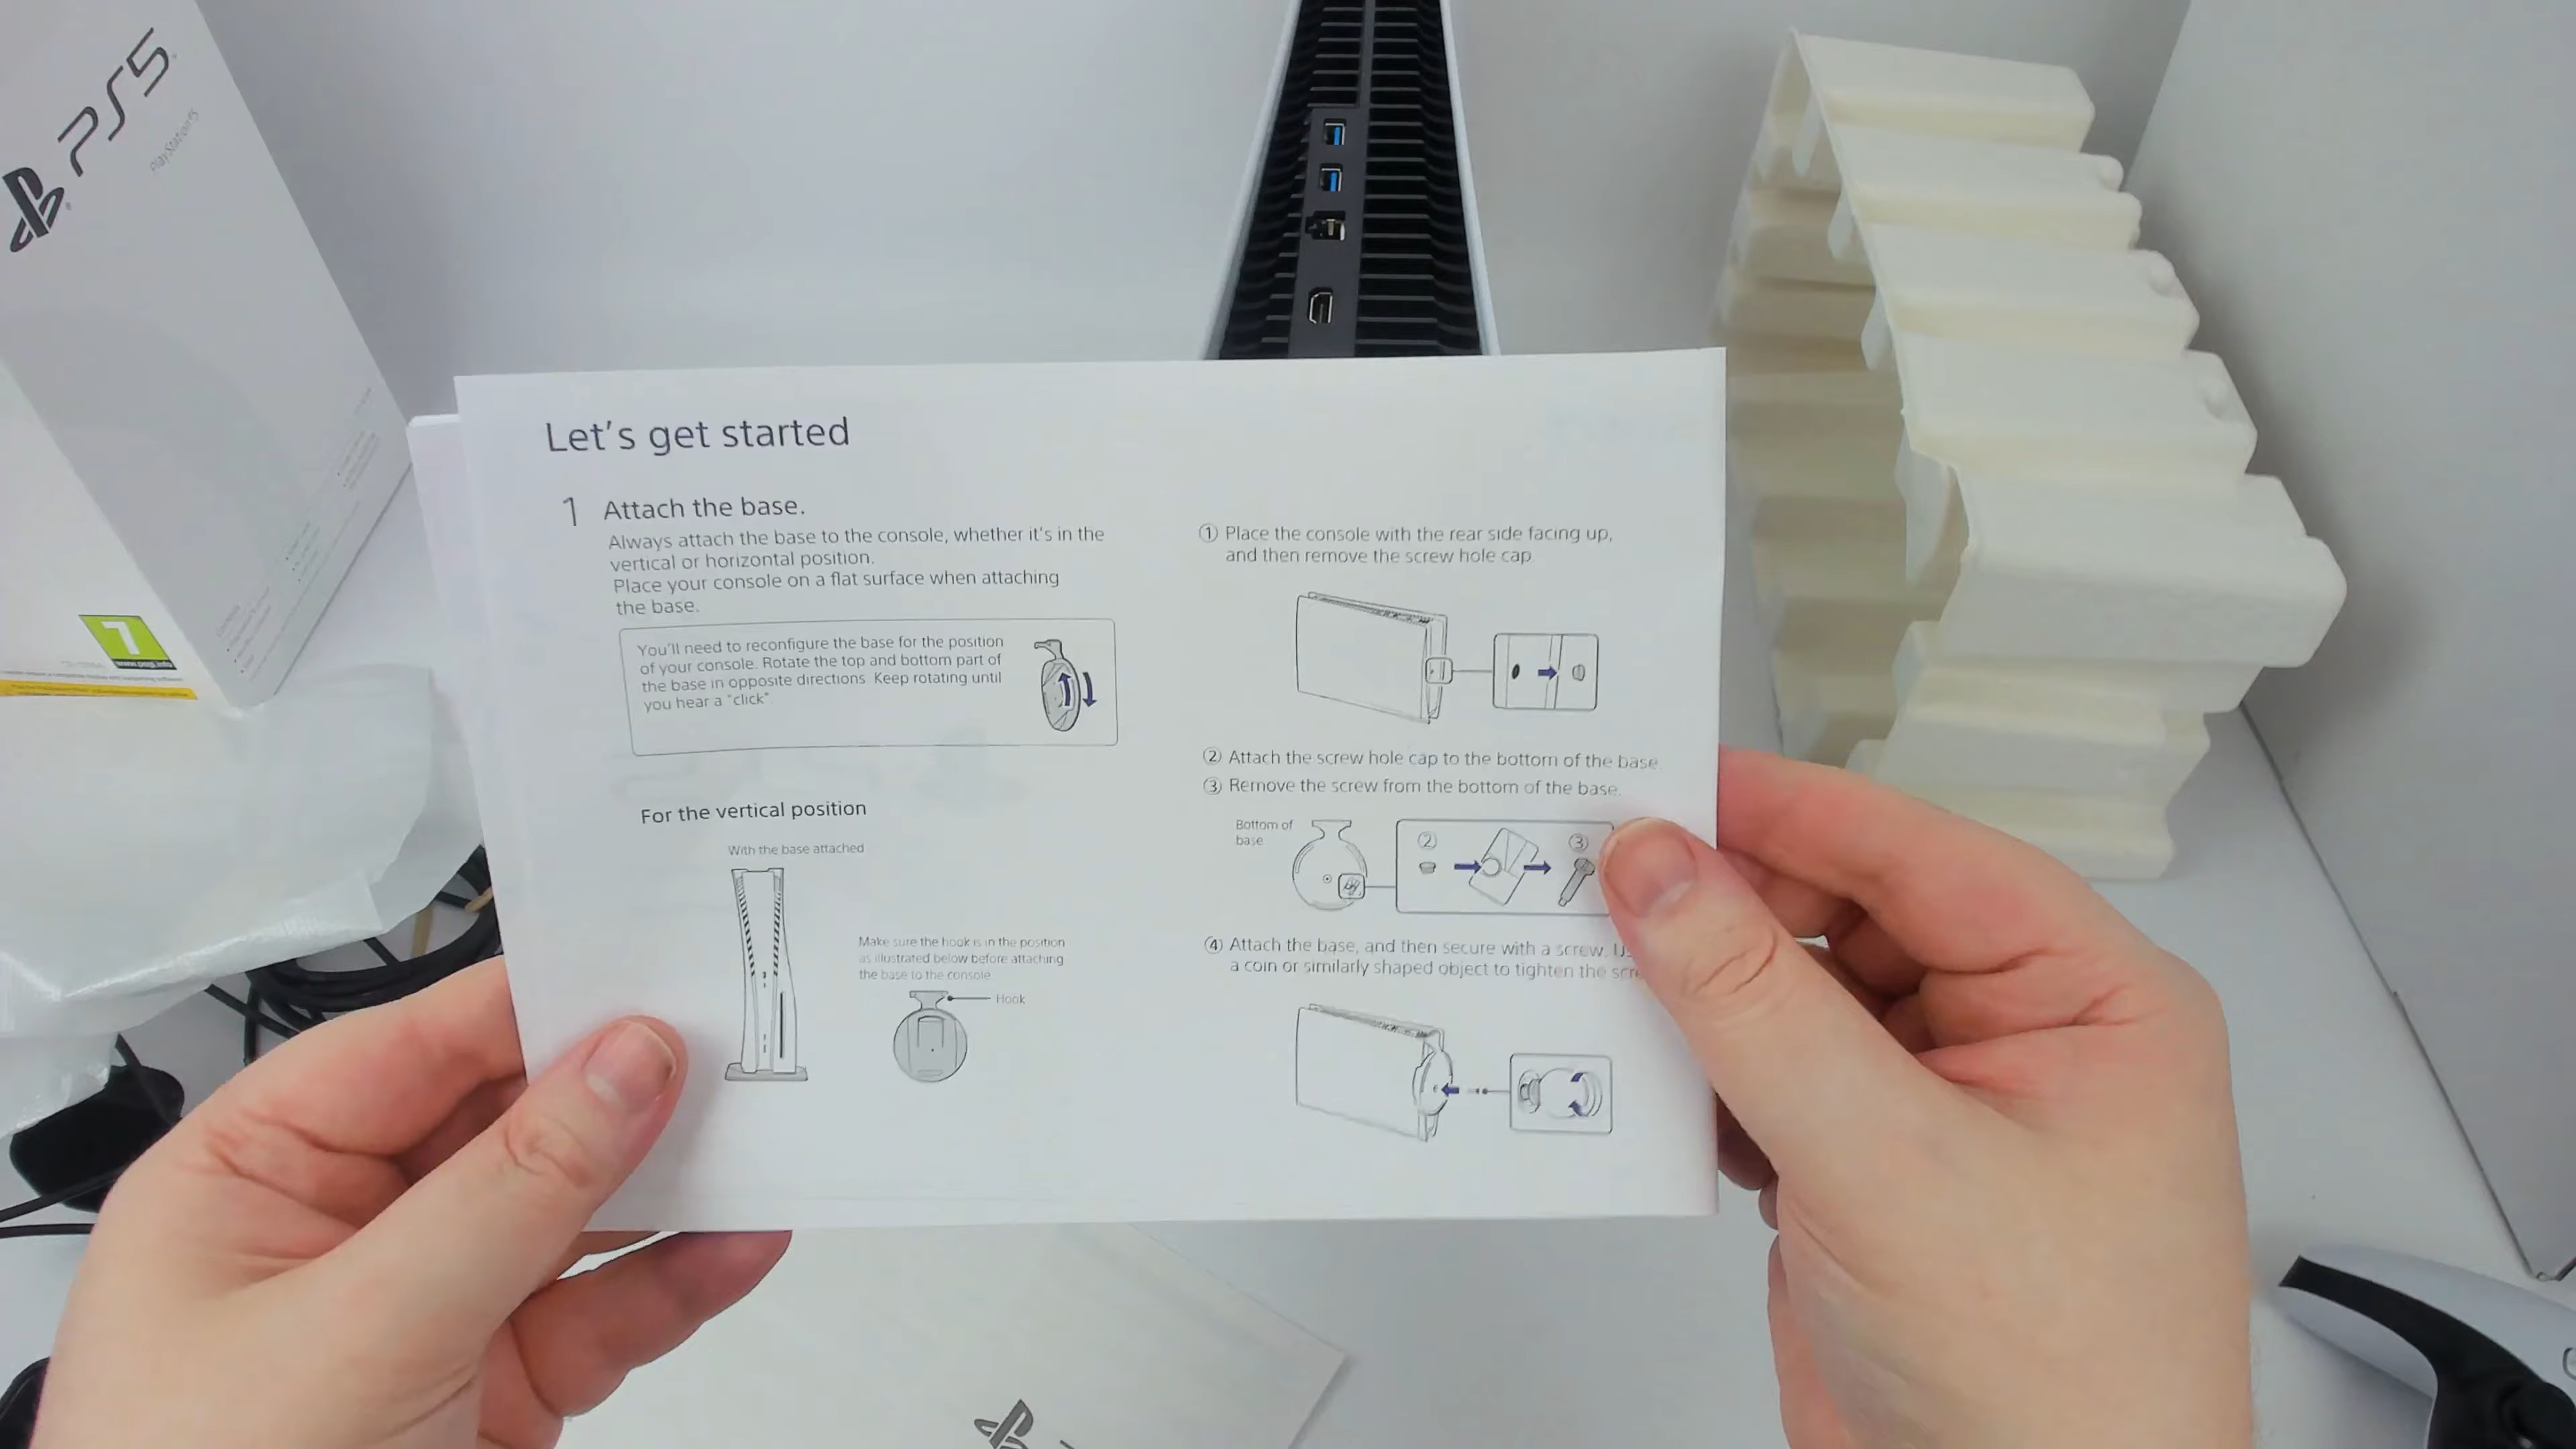 PS5
PlayStation5
7
www.pegi.info
Let's get started
1 Attach the base.
Always attach the base to the console, whether it's in the
vertical or horizontal position.
Place your console on a flat surface when attaching
the base.
You'll need to reconfigure the base for the position
of your console. Rotate the top and bottom part of
the base in opposite directions. Keep rotating until
you hear a "click"
For the vertical position
With the base attached
Make sure the hook is in the position
as illustrated below before attaching
the base to the console
Hook
① Place the console with the rear side facing up,
and then remove the screw hole cap.
② Attach the screw hole cap to the bottom of the base.
③ Remove the screw from the bottom of the base.
Bottom of
base
②
③
④ Attach the base, and then secure with a screw.
a coin or similarly shaped object to tighten the